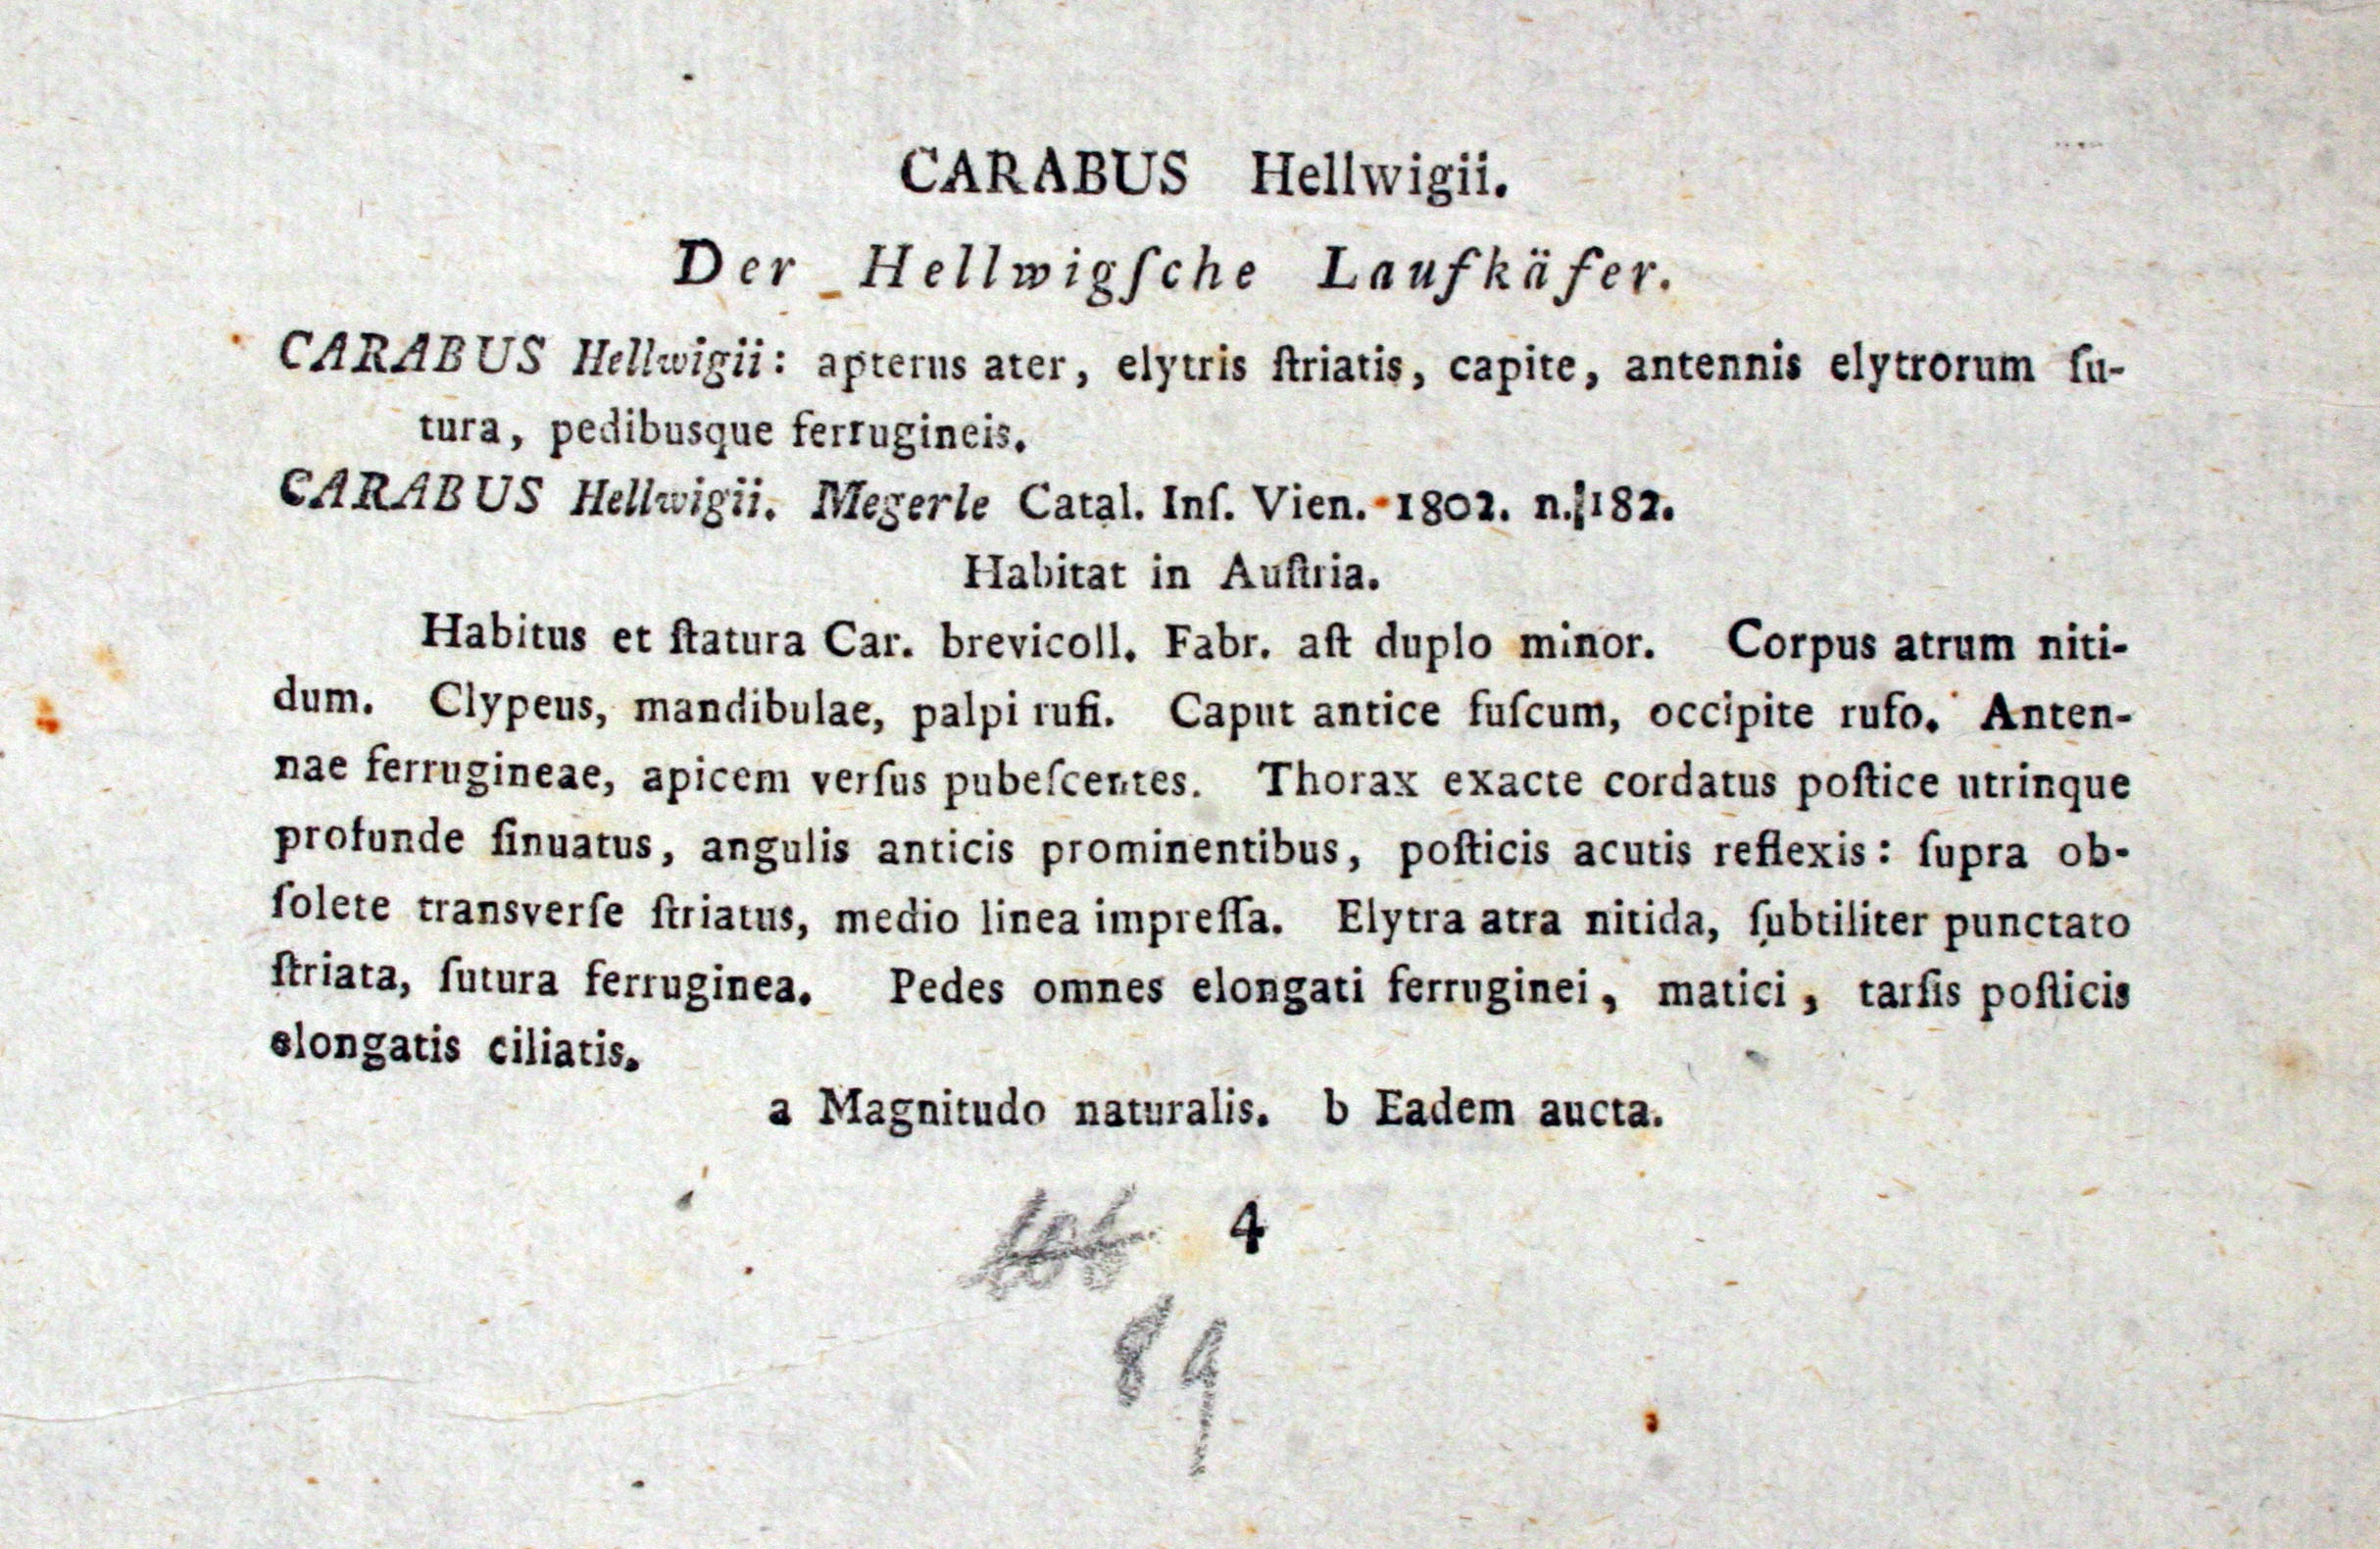 CARABUS Hellwigii.
Der Hellwigſche Laufkäfer.
CARABUS Hellwigii: apterus ater, elytris ſtriatis, capite, antennis elytrorum ſu-
tura, pedibusque ferrugineis.
CARABUS Hellwigii. Megerle Catal. Inſ. Vien. 1802. n. 182.
Habitat in Auſtria.
Habitus et ſtatura Car. brevicoll. Fabr. aſt duplo minor. Corpus atrum niti-
dum. Clypeus, mandibulae, palpi rufi. Caput antice fuſcum, occipite rufo. Anten-
nae ferrugineae, apicem verſus pubeſcentes. Thorax exacte cordatus poſtice utrinque
profunde ſinuatus, angulis anticis prominentibus, poſticis acutis reflexis: ſupra ob-
ſolete transverſe ſtriatus, medio linea impreſſa. Elytra atra nitida, ſubtiliter punctato
ſtriata, ſutura ferruginea. Pedes omnes elongati ferruginei, matici, tarſis poſticis
elongatis ciliatis.
a Magnitudo naturalis. b Eadem aucta.
4
89